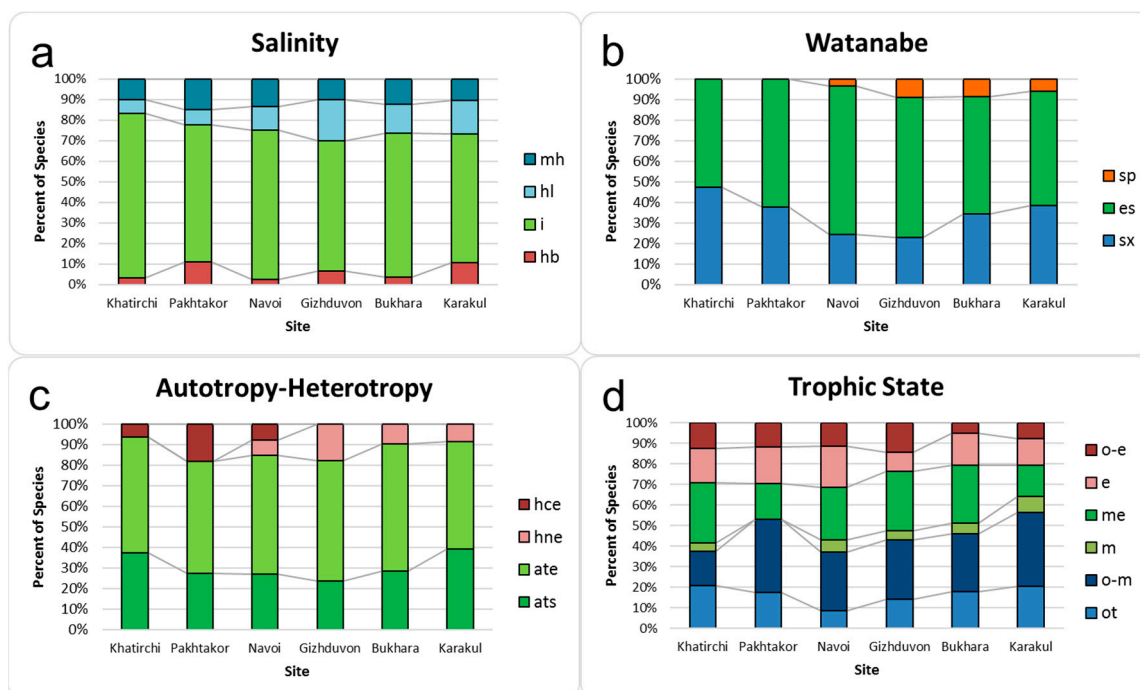 a
Salinity
100%
90%
80%
70%
60%
50%
40%
30%
20%
10%
0%
Percent of Species
Khatirchi Pakhtakor Navoi Gizhduvon Bukhara Karakul
Site
mh
hl
i
hb
b
Watanabe
100%
90%
80%
70%
60%
50%
40%
30%
20%
10%
0%
Percent of Species
Khatirchi Pakhtakor Navoi Gizhduvon Bukhara Karakul
Site
sp
es
sx
c
Autotropy-Heterotropy
100%
90%
80%
70%
60%
50%
40%
30%
20%
10%
0%
Percent of Species
Khatirchi Pakhtakor Navoi Gizhduvon Bukhara Karakul
Site
hce
hne
ate
ats
d
Trophic State
100%
90%
80%
70%
60%
50%
40%
30%
20%
10%
0%
Percent of Species
Khatirchi Pakhtakor Navoi Gizhduvon Bukhara Karakul
Site
o-e
e
me
m
o-m
ot